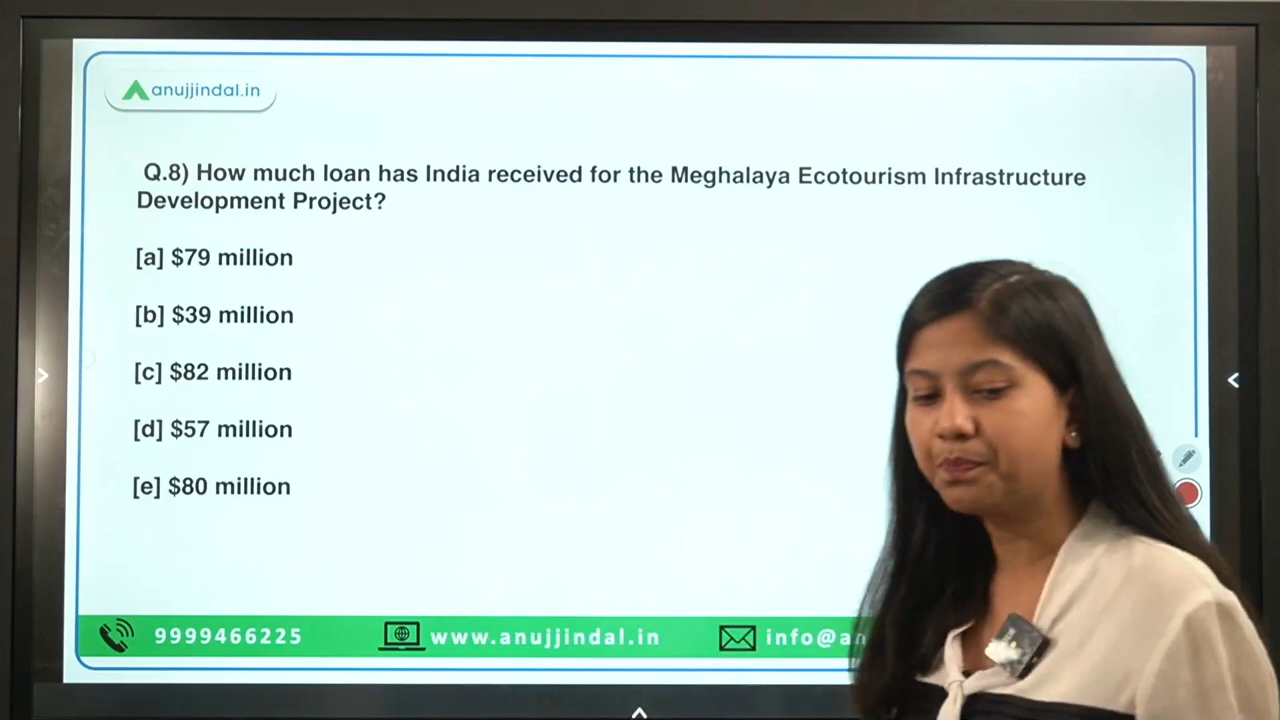 anujjindal.in
Q.8) How much loan has India received for the Meghalaya Ecotourism Infrastructure
Development Project?
[a] $79 million
[b] $39 million
[c] $82 million
[d] $57 million
[e] $80 million
9999466225 www.anujjindal.in info@an